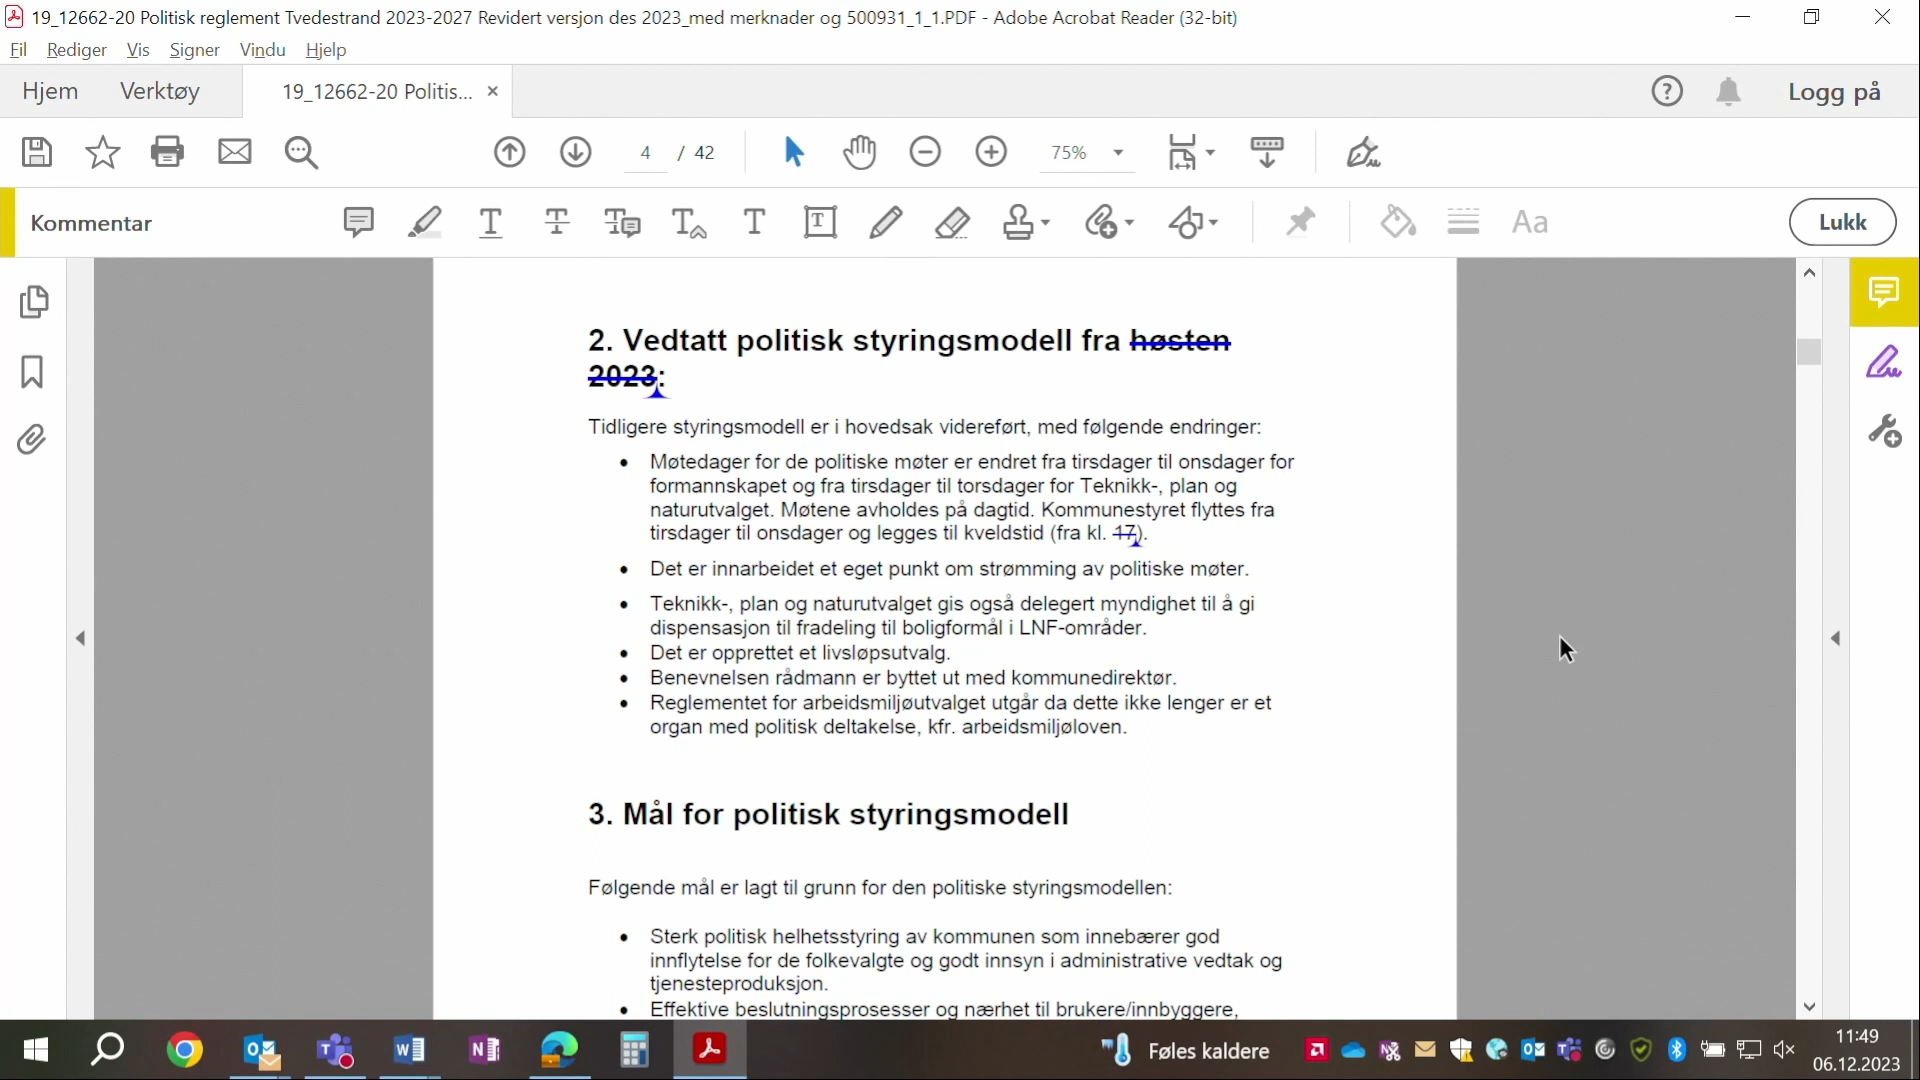 19_12662-20 Politisk reglement Tvedestrand 2023-2027 Revidert versjon des 2023_med merknader og 500931_1_1.PDF - Adobe Acrobat Reader (32-bit)
Fil Rediger Vis Signer Vindu Hjelp
Hjem Verktøy 19_12662-20 Politis... × Logg på
4 / 42 75%
Kommentar Aa Lukk
2. Vedtatt politisk styringsmodell fra høsten
2023:
Tidligere styringsmodell er i hovedsak videreført, med følgende endringer:
• Møtedager for de politiske møter er endret fra tirsdager til onsdager for
formannskapet og fra tirsdager til torsdager for Teknikk-, plan og
naturutvalget. Møtene avholdes på dagtid. Kommunestyret flyttes fra
tirsdager til onsdager og legges til kveldstid (fra kl. 17).
• Det er innarbeidet et eget punkt om strømming av politiske møter.
• Teknikk-, plan og naturutvalget gis også delegert myndighet til å gi
dispensasjon til fradeling til boligformål i LNF-områder.
• Det er opprettet et livsløpsutvalg.
• Benevnelsen rådmann er byttet ut med kommunedirektør.
• Reglementet for arbeidsmiljøutvalget utgår da dette ikke lenger er et
organ med politisk deltakelse, kfr. arbeidsmiljøloven.
3. Mål for politisk styringsmodell
Følgende mål er lagt til grunn for den politiske styringsmodellen:
• Sterk politisk helhetsstyring av kommunen som innebærer god
innflytelse for de folkevalgte og godt innsyn i administrative vedtak og
tjenesteproduksjon.
• Effektive beslutningsprosesser og nærhet til brukere/innbyggere,
Føles kaldere
11:49
06.12.2023